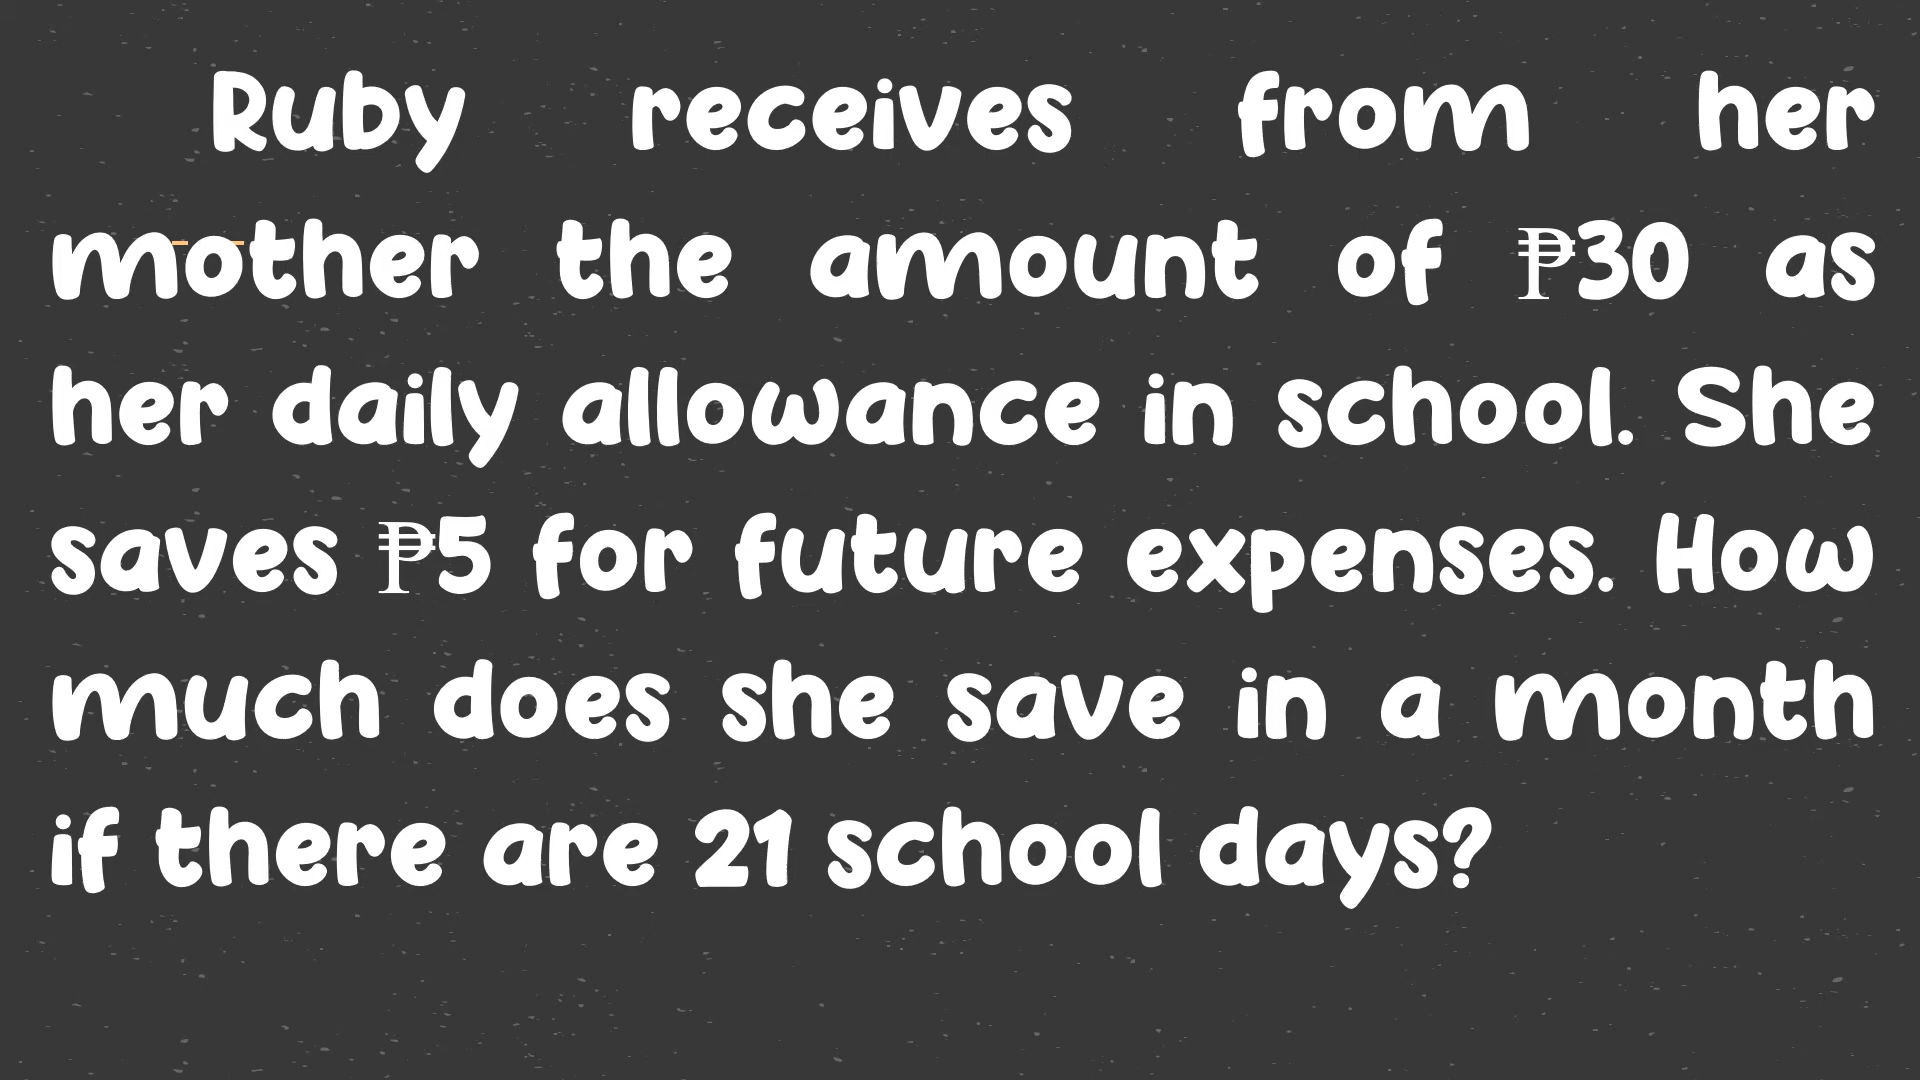 Ruby receives from her
mother the amount of ₱30 as
her daily allowance in school. She
saves ₱5 for future expenses. How
much does she save in a month
if there are 21 school days?